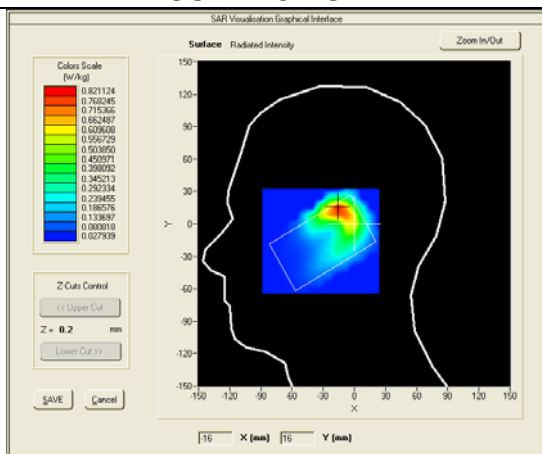 SAR Visualisation Graphical Interface
Surface Radiated Intensity
Zoom In/Out
Colors Scale
(W/kg)
0.821124
0.768245
0.715366
0.662487
0.609608
0.556729
0.503850
0.450971
0.398092
0.345213
0.292334
0.239455
0.186576
0.133697
0.080818
0.027939
Z Cuts Control
<< Upper Cut
Z = 0.2 mm
Lower Cut >>
SAVE Cancel
150
120
90
60
30
0
-30
-60
-90
-120
-150
Y
-150 -120 -90 -60 -30 0 30 60 90 120 150
X
-16 X (mm) 16 Y (mm)